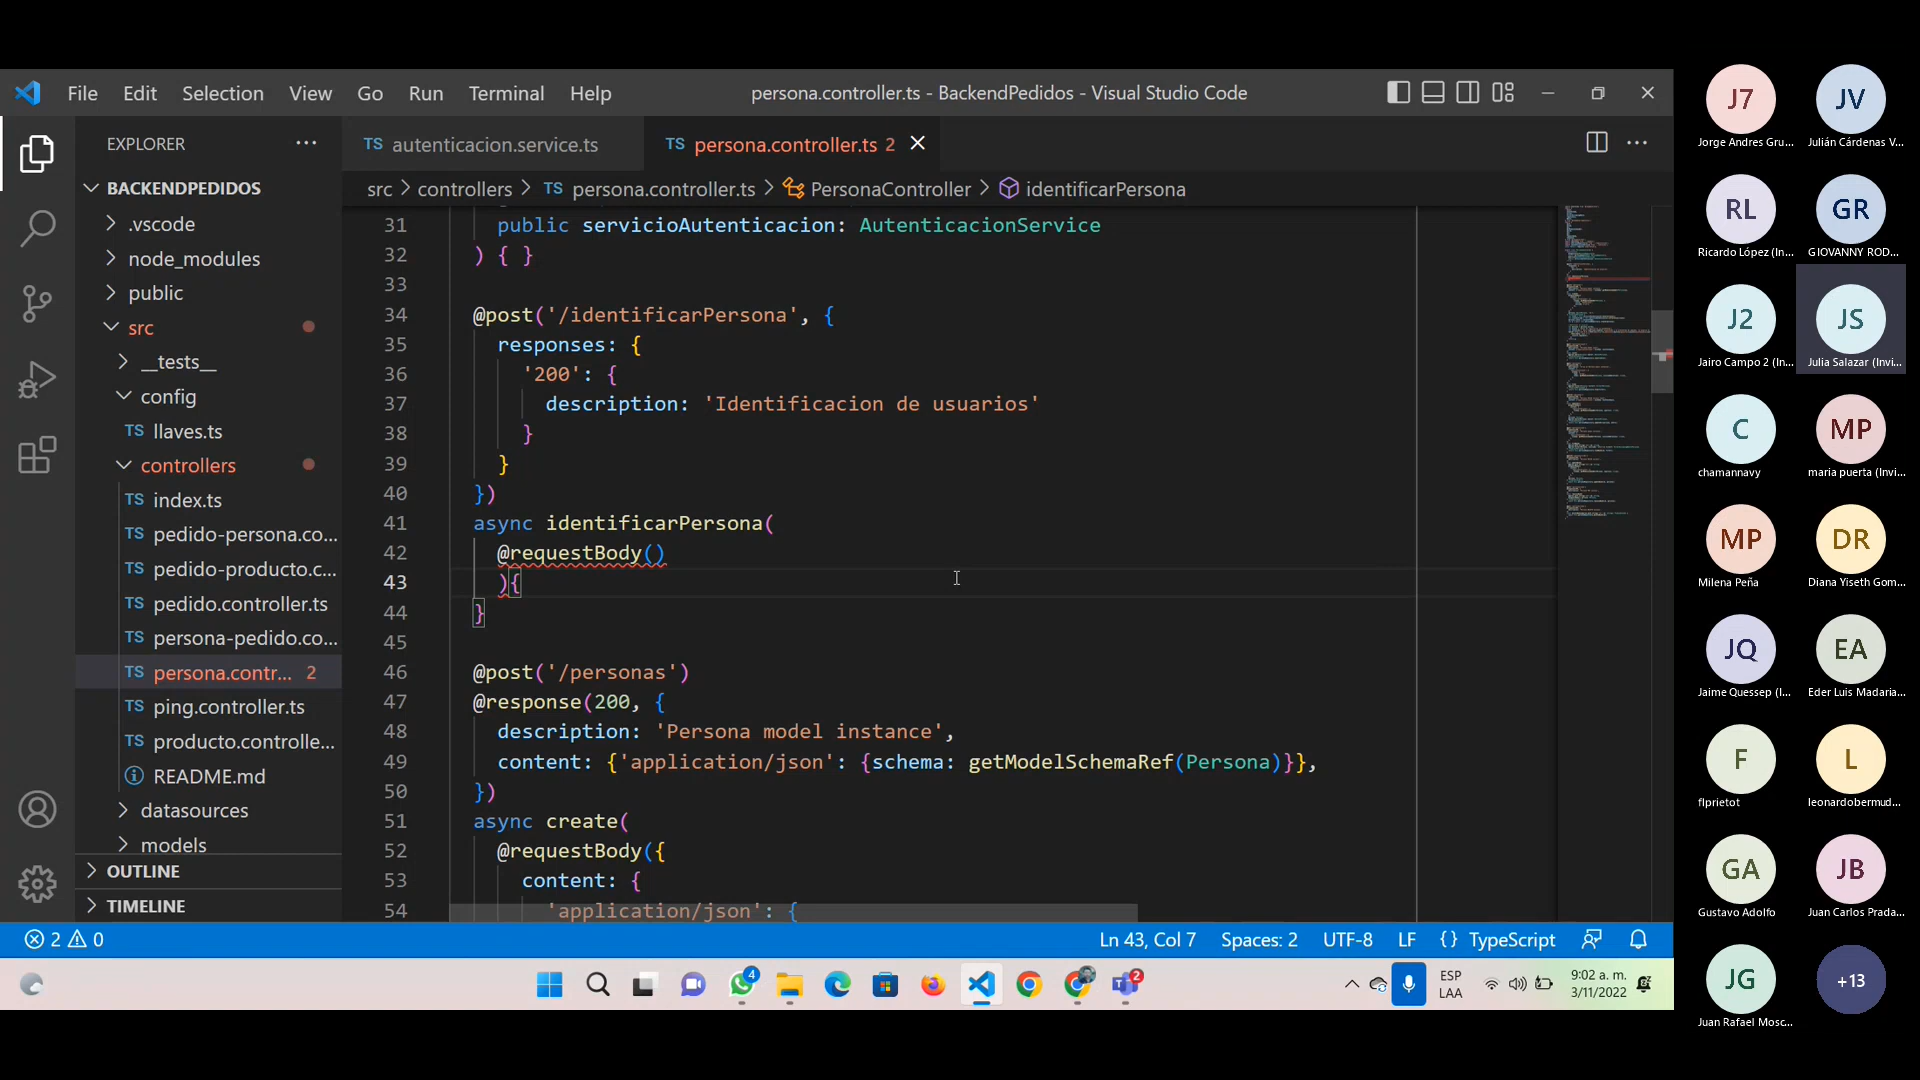 File Edit Selection View Go Run Terminal Help
persona.controller.ts - BackendPedidos - Visual Studio Code
EXPLORER
TS autenticacion.service.ts
TS persona.controller.ts 2
BACKENDPEDIDOS
src > controllers > TS persona.controller.ts > PersonaController > identificarPersona
.vscode
node_modules
public
src
__tests__
config
TS llaves.ts
controllers
TS index.ts
TS pedido-persona.co...
TS pedido-producto.c...
TS pedido.controller.ts
TS persona-pedido.co...
TS persona.contr... 2
TS ping.controller.ts
TS producto.controlle...
README.md
datasources
models
OUTLINE
TIMELINE
31 public servicioAutenticacion: AutenticacionService
32 ) { }
33
34 @post('/identificarPersona', {
35 responses: {
36 '200': {
37 description: 'Identificacion de usuarios'
38 }
39 }
40 })
41 async identificarPersona(
42 @requestBody()
43 ){
44 }
45
46 @post('/personas')
47 @response(200, {
48 description: 'Persona model instance',
49 content: {'application/json': {schema: getModelSchemaRef(Persona)}},
50 })
51 async create(
52 @requestBody({
53 content: {
54 'application/json': {
2 0
Ln 43, Col 7 Spaces: 2 UTF-8 LF {} TypeScript
4
2
ESP
LAA
9:02 a. m.
3/11/2022
J7 JV
Jorge Andres Gru... Julián Cárdenas V...
RL GR
Ricardo López (In... GIOVANNY ROD...
J2 JS
Jairo Campo 2 (In... Julia Salazar (Invi...
C MP
chamannavy maria puerta (Invi...
MP DR
Milena Peña Diana Yiseth Gom...
JQ EA
Jaime Quessep (I... Eder Luis Madaria...
F L
flprietot leonardobermud...
GA JB
Gustavo Adolfo Juan Carlos Prada...
JG +13
Juan Rafael Mosc...